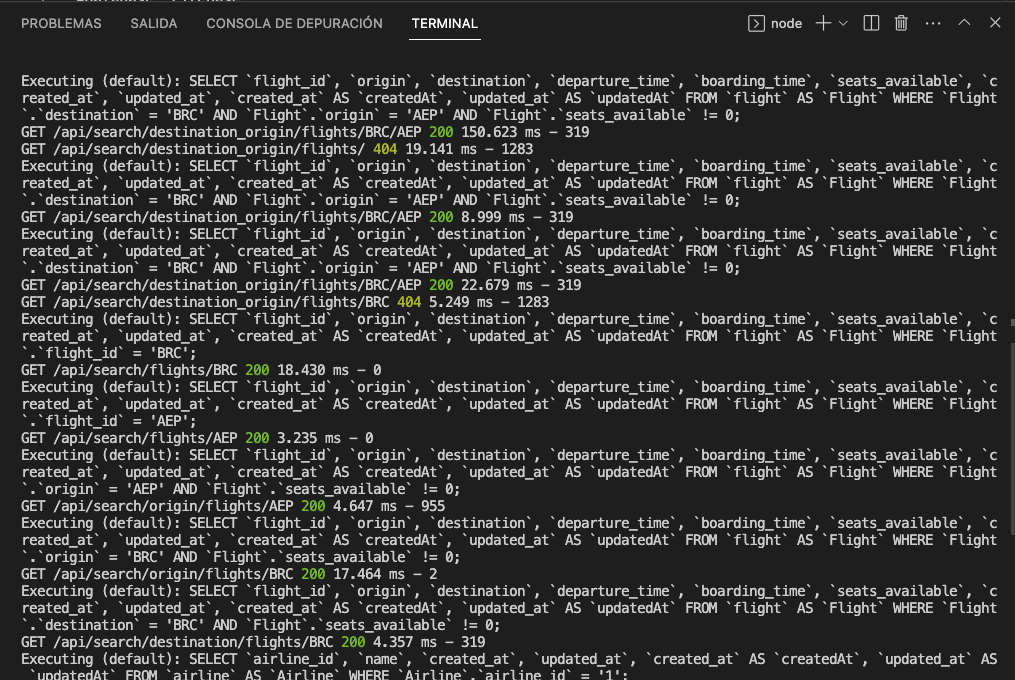 PROBLEMAS SALIDA CONSOLA DE DEPURACIÓN TERMINAL node
Executing (default): SELECT `flight_id`, `origin`, `destination`, `departure_time`, `boarding_time`, `seats_available`, `c
reated_at`, `updated_at`, `created_at` AS `createdAt`, `updated_at` AS `updatedAt` FROM `flight` AS `Flight` WHERE `Flight
`.`destination` = 'BRC' AND `Flight`.`origin` = 'AEP' AND `Flight`.`seats_available` != 0;
GET /api/search/destination_origin/flights/BRC/AEP 200 150.623 ms - 319
GET /api/search/destination_origin/flights/ 404 19.141 ms - 1283
Executing (default): SELECT `flight_id`, `origin`, `destination`, `departure_time`, `boarding_time`, `seats_available`, `c
reated_at`, `updated_at`, `created_at` AS `createdAt`, `updated_at` AS `updatedAt` FROM `flight` AS `Flight` WHERE `Flight
`.`destination` = 'BRC' AND `Flight`.`origin` = 'AEP' AND `Flight`.`seats_available` != 0;
GET /api/search/destination_origin/flights/BRC/AEP 200 8.999 ms - 319
Executing (default): SELECT `flight_id`, `origin`, `destination`, `departure_time`, `boarding_time`, `seats_available`, `c
reated_at`, `updated_at`, `created_at` AS `createdAt`, `updated_at` AS `updatedAt` FROM `flight` AS `Flight` WHERE `Flight
`.`destination` = 'BRC' AND `Flight`.`origin` = 'AEP' AND `Flight`.`seats_available` != 0;
GET /api/search/destination_origin/flights/BRC/AEP 200 22.679 ms - 319
GET /api/search/destination_origin/flights/BRC 404 5.249 ms - 1283
Executing (default): SELECT `flight_id`, `origin`, `destination`, `departure_time`, `boarding_time`, `seats_available`, `c
reated_at`, `updated_at`, `created_at` AS `createdAt`, `updated_at` AS `updatedAt` FROM `flight` AS `Flight` WHERE `Flight
`.`flight_id` = 'BRC';
GET /api/search/flights/BRC 200 18.430 ms - 0
Executing (default): SELECT `flight_id`, `origin`, `destination`, `departure_time`, `boarding_time`, `seats_available`, `c
reated_at`, `updated_at`, `created_at` AS `createdAt`, `updated_at` AS `updatedAt` FROM `flight` AS `Flight` WHERE `Flight
`.`flight_id` = 'AEP';
GET /api/search/flights/AEP 200 3.235 ms - 0
Executing (default): SELECT `flight_id`, `origin`, `destination`, `departure_time`, `boarding_time`, `seats_available`, `c
reated_at`, `updated_at`, `created_at` AS `createdAt`, `updated_at` AS `updatedAt` FROM `flight` AS `Flight` WHERE `Flight
`.`origin` = 'AEP' AND `Flight`.`seats_available` != 0;
GET /api/search/origin/flights/AEP 200 4.647 ms - 955
Executing (default): SELECT `flight_id`, `origin`, `destination`, `departure_time`, `boarding_time`, `seats_available`, `c
reated_at`, `updated_at`, `created_at` AS `createdAt`, `updated_at` AS `updatedAt` FROM `flight` AS `Flight` WHERE `Flight
`.`origin` = 'BRC' AND `Flight`.`seats_available` != 0;
GET /api/search/origin/flights/BRC 200 17.464 ms - 2
Executing (default): SELECT `flight_id`, `origin`, `destination`, `departure_time`, `boarding_time`, `seats_available`, `c
reated_at`, `updated_at`, `created_at` AS `createdAt`, `updated_at` AS `updatedAt` FROM `flight` AS `Flight` WHERE `Flight
`.`destination` = 'BRC' AND `Flight`.`seats_available` != 0;
GET /api/search/destination/flights/BRC 200 4.357 ms - 319
Executing (default): SELECT `airline_id`, `name`, `created_at`, `updated_at`, `created_at` AS `createdAt`, `updated_at` AS
`updatedAt` FROM `airline` AS `Airline` WHERE `Airline`.`airline_id` = '1';